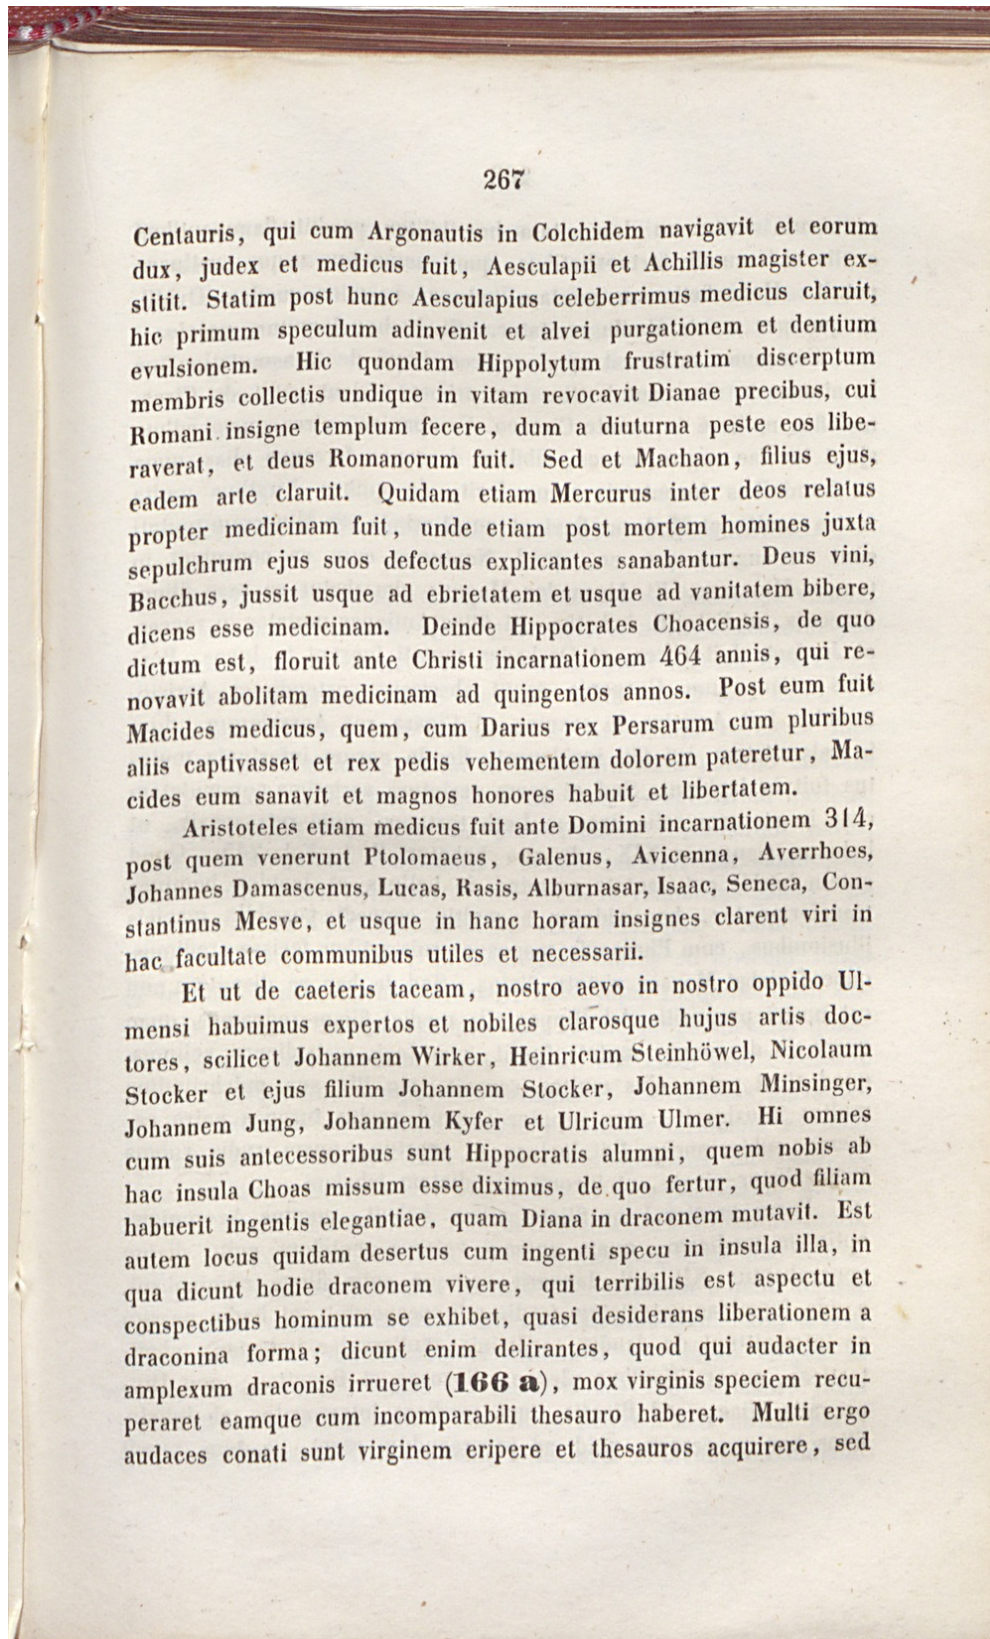 267
Centauris, qui cum Argonautis in Colchidem navigavit et eorum
dux, judex et medicus fuit, Aesculapii et Achillis magister ex-
stitit. Statim post hunc Aesculapius celeberrimus medicus claruit,
hic primum speculum adinvenit et alvei purgationem et dentium
evulsionem. Hic quondam Hippolytum frustratim discerptum
membris collectis undique in vitam revocavit Dianae precibus, cui
Romani insigne templum fecere, dum a diuturna peste eos libe-
raverat, et deus Romanorum fuit. Sed et Machaon, filius ejus,
eadem arte claruit. Quidam etiam Mercurus inter deos relatus
propter medicinam fuit, unde etiam post mortem homines juxta
sepulchrum ejus suos defectus explicantes sanabantur. Deus vini,
Bacchus, jussit usque ad ebrietatem et usque ad vanitatem bibere,
dicens esse medicinam. Deinde Hippocrates Choacensis, de quo
dictum est, floruit ante Christi incarnationem 464 annis, qui re-
novavit abolitam medicinam ad quingentos annos. Post eum fuit
Macides medicus, quem, cum Darius rex Persarum cum pluribus
aliis captivasset et rex pedis vehementem dolorem pateretur, Ma-
cides eum sanavit et magnos honores habuit et libertatem.
Aristoteles etiam medicus fuit ante Domini incarnationem 314,
post quem venerunt Ptolomaeus, Galenus, Avicenna, Averrhoes,
Johannes Damascenus, Lucas, Rasis, Alburnasar, Isaac, Seneca, Con-
stantinus Mesve, et usque in hanc horam insignes clarent viri in
hac facultate communibus utiles et necessarii.
Et ut de caeteris taceam, nostro aevo in nostro oppido Ul-
mensi habuimus expertos et nobiles clarosque hujus artis doc-
tores, scilicet Johannem Wirker, Heinricum Steinhöwel, Nicolaum
Stocker et ejus filium Johannem Stocker, Johannem Minsinger,
Johannem Jung, Johannem Kyfer et Ulricum Ulmer. Hi omnes
cum suis antecessoribus sunt Hippocratis alumni, quem nobis ab
hac insula Choas missum esse diximus, de quo fertur, quod filiam
habuerit ingentis elegantiae, quam Diana in draconem mutavit. Est
autem locus quidam desertus cum ingenti specu in insula illa, in
qua dicunt hodie draconem vivere, qui terribilis est aspectu et
conspectibus hominum se exhibet, quasi desiderans liberationem a
draconina forma; dicunt enim delirantes, quod qui audacter in
amplexum draconis irrueret (166 a), mox virginis speciem recu-
peraret eamque cum incomparabili thesauro haberet. Multi ergo
audaces conati sunt virginem eripere et thesauros acquirere, sed